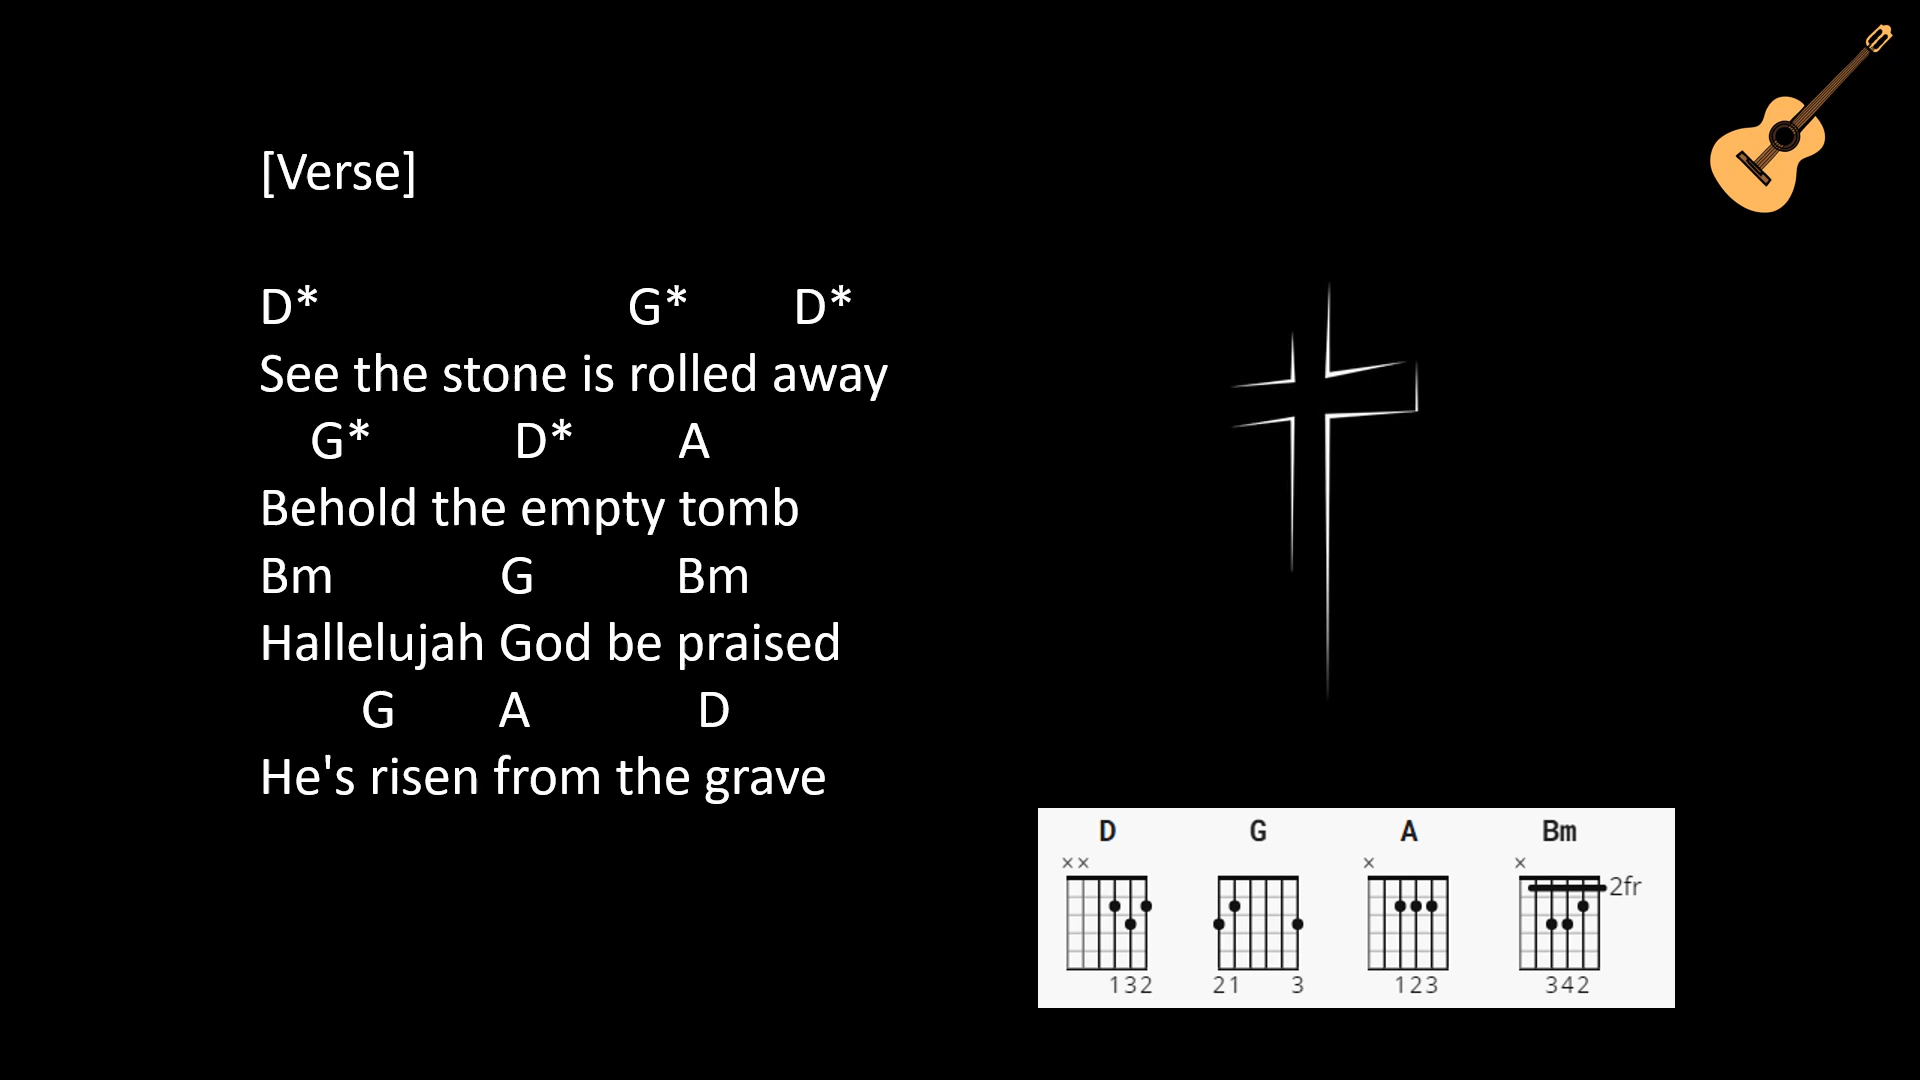 [Verse]
D* G* D*
See the stone is rolled away
G* D* A
Behold the empty tomb
Bm G Bm
Hallelujah God be praised
G A D
He's risen from the grave
D G A Bm
×× × ×
2fr
132 21 3 123 342